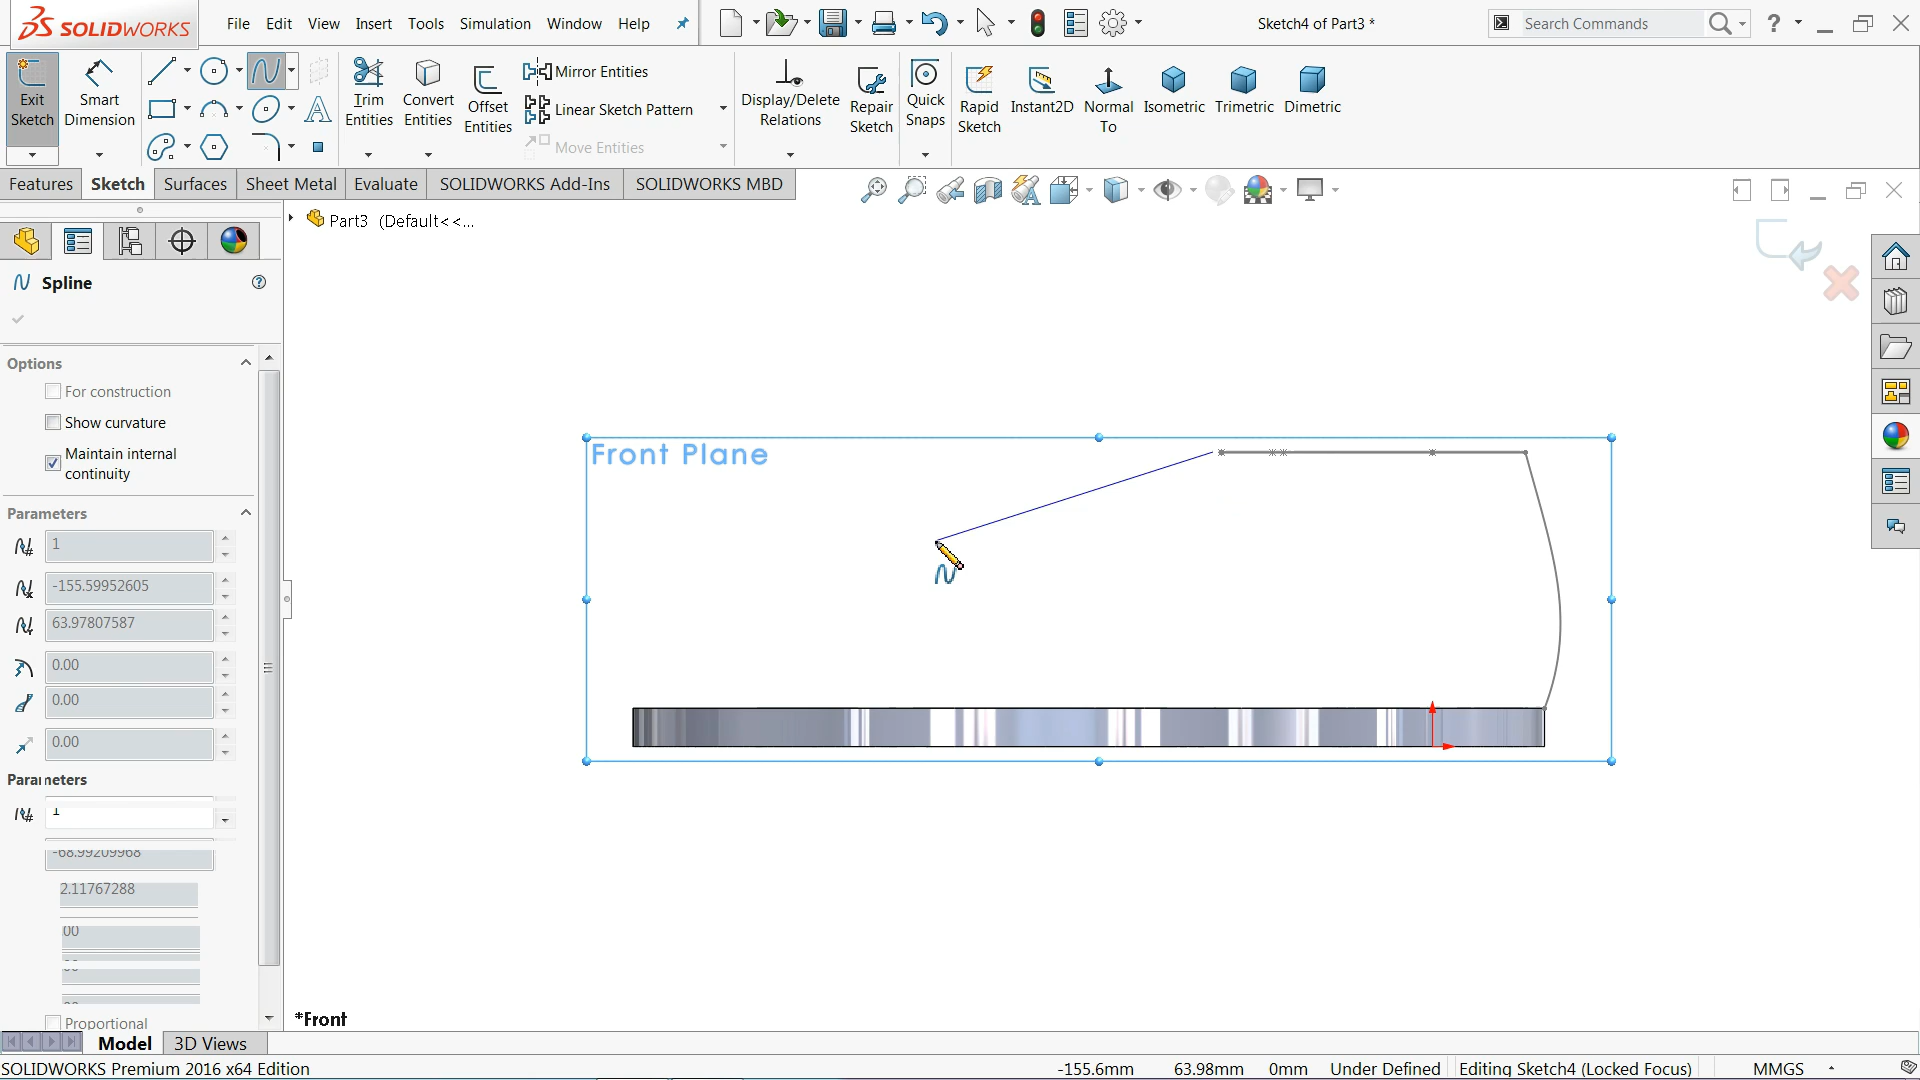 SOLIDWORKS
File Edit View Insert Tools Simulation Window Help
Sketch4 of Part3 *
Search Commands
Exit Sketch
Smart Dimension
Trim Entities
Convert Entities
Offset Entities
Mirror Entities
Linear Sketch Pattern
Move Entities
Display/Delete Relations
Repair Sketch
Quick Snaps
Rapid Sketch
Instant2D
Normal To
Isometric
Trimetric
Dimetric
Features Sketch Surfaces Sheet Metal Evaluate SOLIDWORKS Add-Ins SOLIDWORKS MBD
Part3 (Default<<...
Spline
Options
For construction
Show curvature
Maintain internal
continuity
Parameters
1
-155.59952605
63.97807587
0.00
0.00
0.00
Parameters
1
-68.99209968
2.11767288
00
Proportional
Front Plane
*Front
Model 3D Views
SOLIDWORKS Premium 2016 x64 Edition
-155.6mm 63.98mm 0mm Under Defined Editing Sketch4 (Locked Focus) MMGS